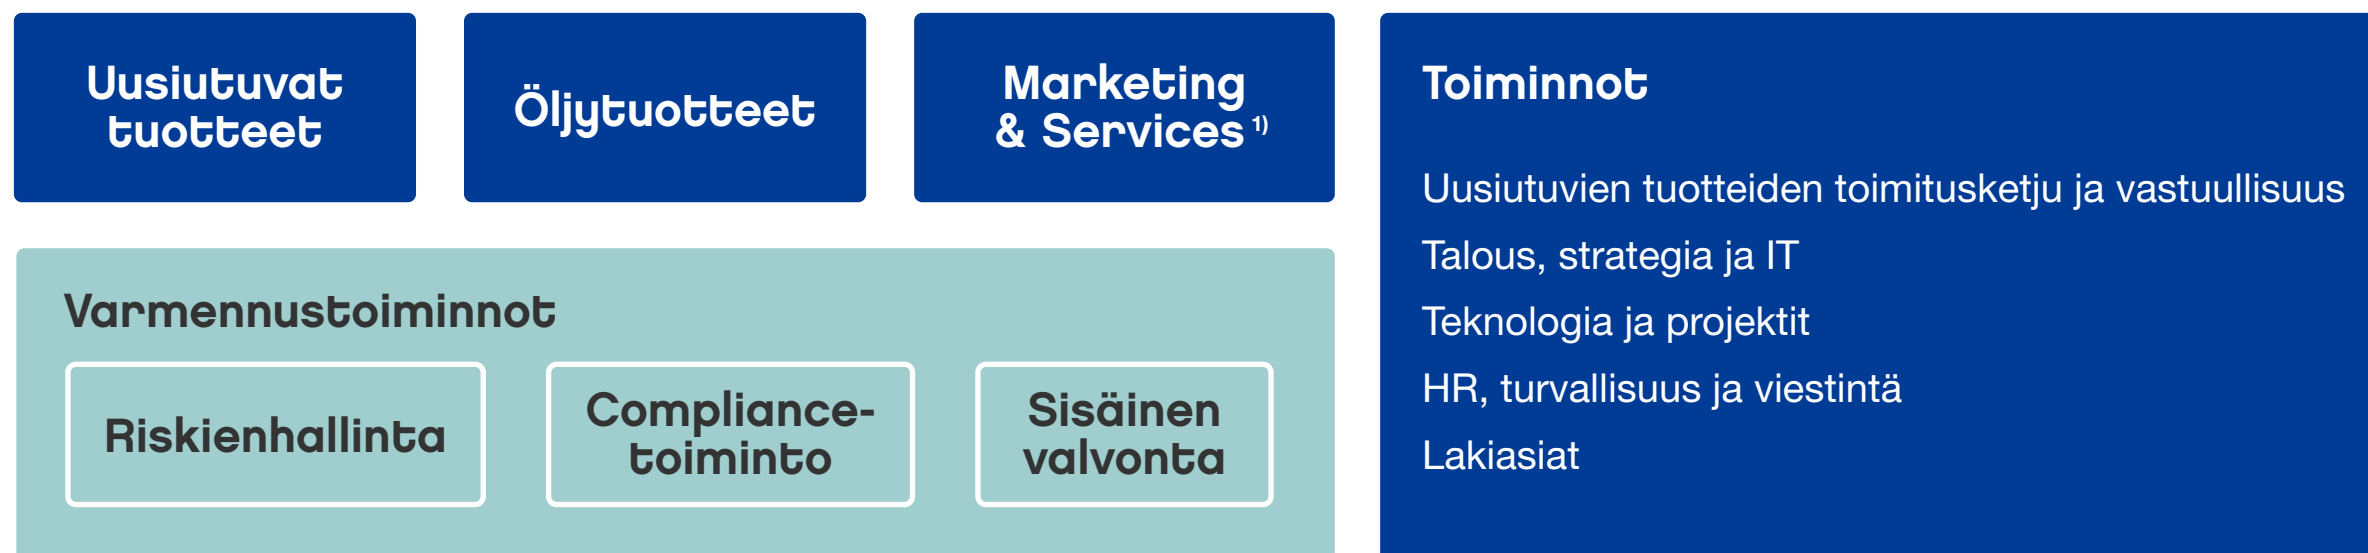 Uusiutuvat
tuotteet
Öljytuotteet
Marketing
& Services 1)
Varmennustoiminnot
Riskienhallinta
Compliance-
toiminto
Sisäinen
valvonta
Toiminnot
Uusiutuvien tuotteiden toimitusketju ja vastuullisuus
Talous, strategia ja IT
Teknologia ja projektit
HR, turvallisuus ja viestintä
Lakiasiat